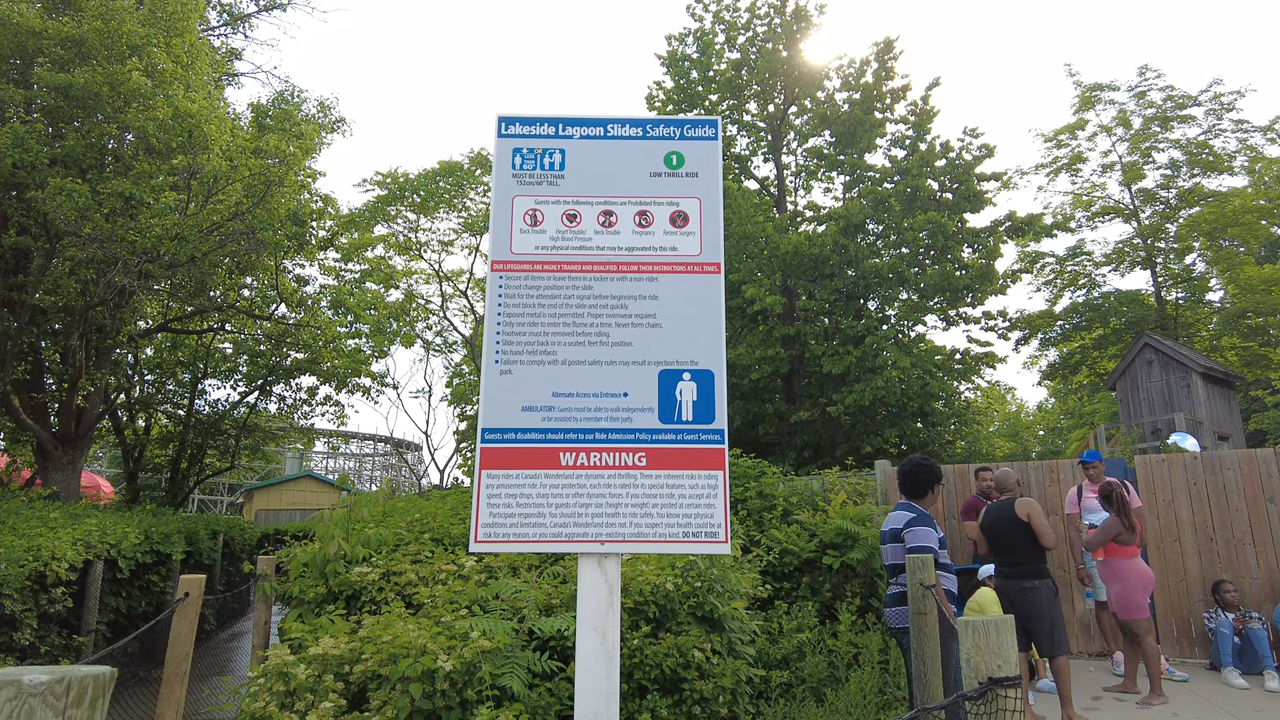 Lakeside Lagoon Slides Safety Guide
OR
LESS
THAN
60"
MUST BE LESS THAN
152cm/60" TALL.
1
LOW THRILL RIDE
Guests with the following conditions are Prohibited from riding:
Back Trouble
Heart Trouble/
High Blood Pressure
Neck Trouble
Pregnancy
Recent Surgery
or any physical conditions that may be aggravated by this ride.
OUR LIFEGUARDS ARE HIGHLY TRAINED AND QUALIFIED. FOLLOW THEIR INSTRUCTIONS AT ALL TIMES.
Secure all items or leave them in a locker or with a non-rider.
Do not change position in the slide.
Wait for the attendant start signal before beginning the ride.
Do not block the end of the slide and exit quickly.
Exposed metal is not permitted. Proper swimwear required.
Only one rider to enter the flume at a time. Never form chains.
Footwear must be removed before riding.
Slide on your back or in a seated, feet first position.
No hand-held infants
Failure to comply with all posted safety rules may result in ejection from the
park.
Alternate Access via Entrance
AMBULATORY: Guests must be able to walk independently
or be assisted by a member of their party.
Guests with disabilities should refer to our Ride Admission Policy available at Guest Services.
WARNING
Many rides at Canada's Wonderland are dynamic and thrilling. There are inherent risks in riding
any amusement ride. For your protection, each ride is rated for its special features, such as high
speed, steep drops, sharp turns or other dynamic forces. If you choose to ride, you accept all of
these risks. Restrictions for guests of larger size (height or weight) are posted at certain rides.
Participate responsibly. You should be in good health to ride safely. You know your physical
conditions and limitations, Canada's Wonderland does not. If you suspect your health could be at
risk for any reason, or you could aggravate a pre-existing condition of any kind, DO NOT RIDE!